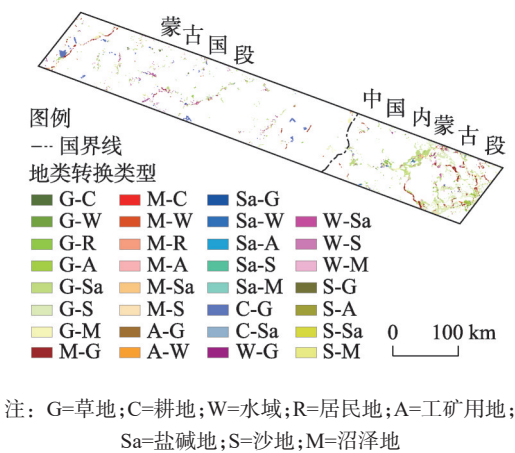 蒙古国段
中国内蒙古段
图例
国界线
地类转换类型
G-C M-C Sa-G
G-W M-W Sa-W W-Sa
G-R M-R Sa-A W-S
G-A M-A Sa-S W-M
G-Sa M-Sa Sa-M S-G
G-S M-S C-G S-A
G-M A-G C-Sa S-Sa
M-G A-W W-G S-M
0 100 km
注：G=草地;C=耕地;W=水域;R=居民地;A=工矿用地;
Sa=盐碱地;S=沙地;M=沼泽地